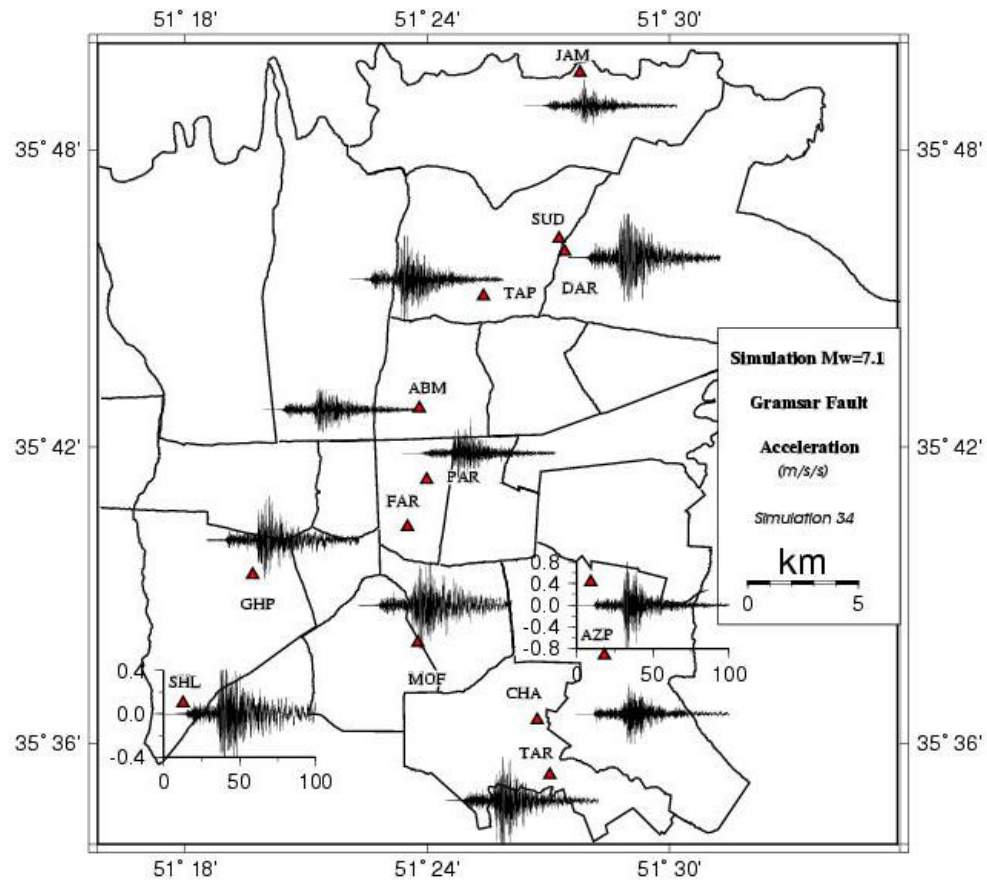 51° 18' 51° 24' 51° 30'
JAM
35° 48' 35° 48'
SUD
DAR
TAP
Simulation Mw=7.1
Gramsar Fault
ABM
35° 42' 35° 42'
Acceleration
(m/s/s)
PAR
FAR
Simulation 34
km
0 5
0.8
0.4
0.0
-0.4
-0.8
GHP
AZP
0 50 100
MOF
0.4
SHL
CHA
0.0
35° 36' 35° 36'
TAR
-0.4
0 50 100
51° 18' 51° 24' 51° 30'